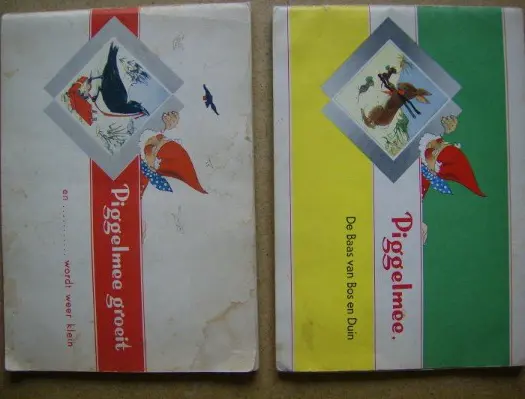 Piggelmee groeit
en ............ wordt weer klein
Piggelmee.
De Baas van Bos en Duin